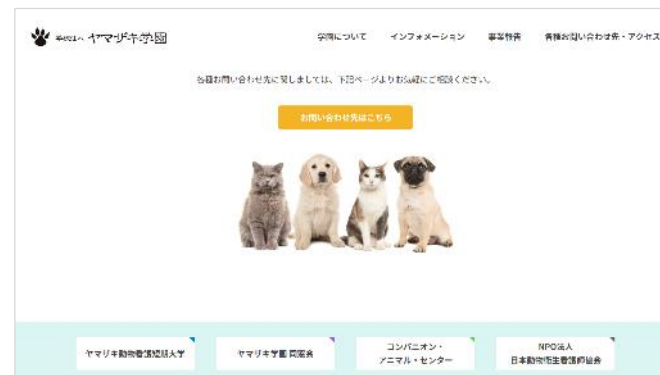 学校法人 ヤマザキ学園
学園について
インフォメーション
事業報告
各種お問い合わせ先・アクセス
各種お問い合わせ先に関しましては、下記ページよりお気軽にご相談ください。
お問い合わせ先はこちら
ヤマザキ動物看護短期大学
ヤマザキ学園 同窓会
コンパニオン・
アニマル・センター
NPO法人
日本動物衛生看護師協会